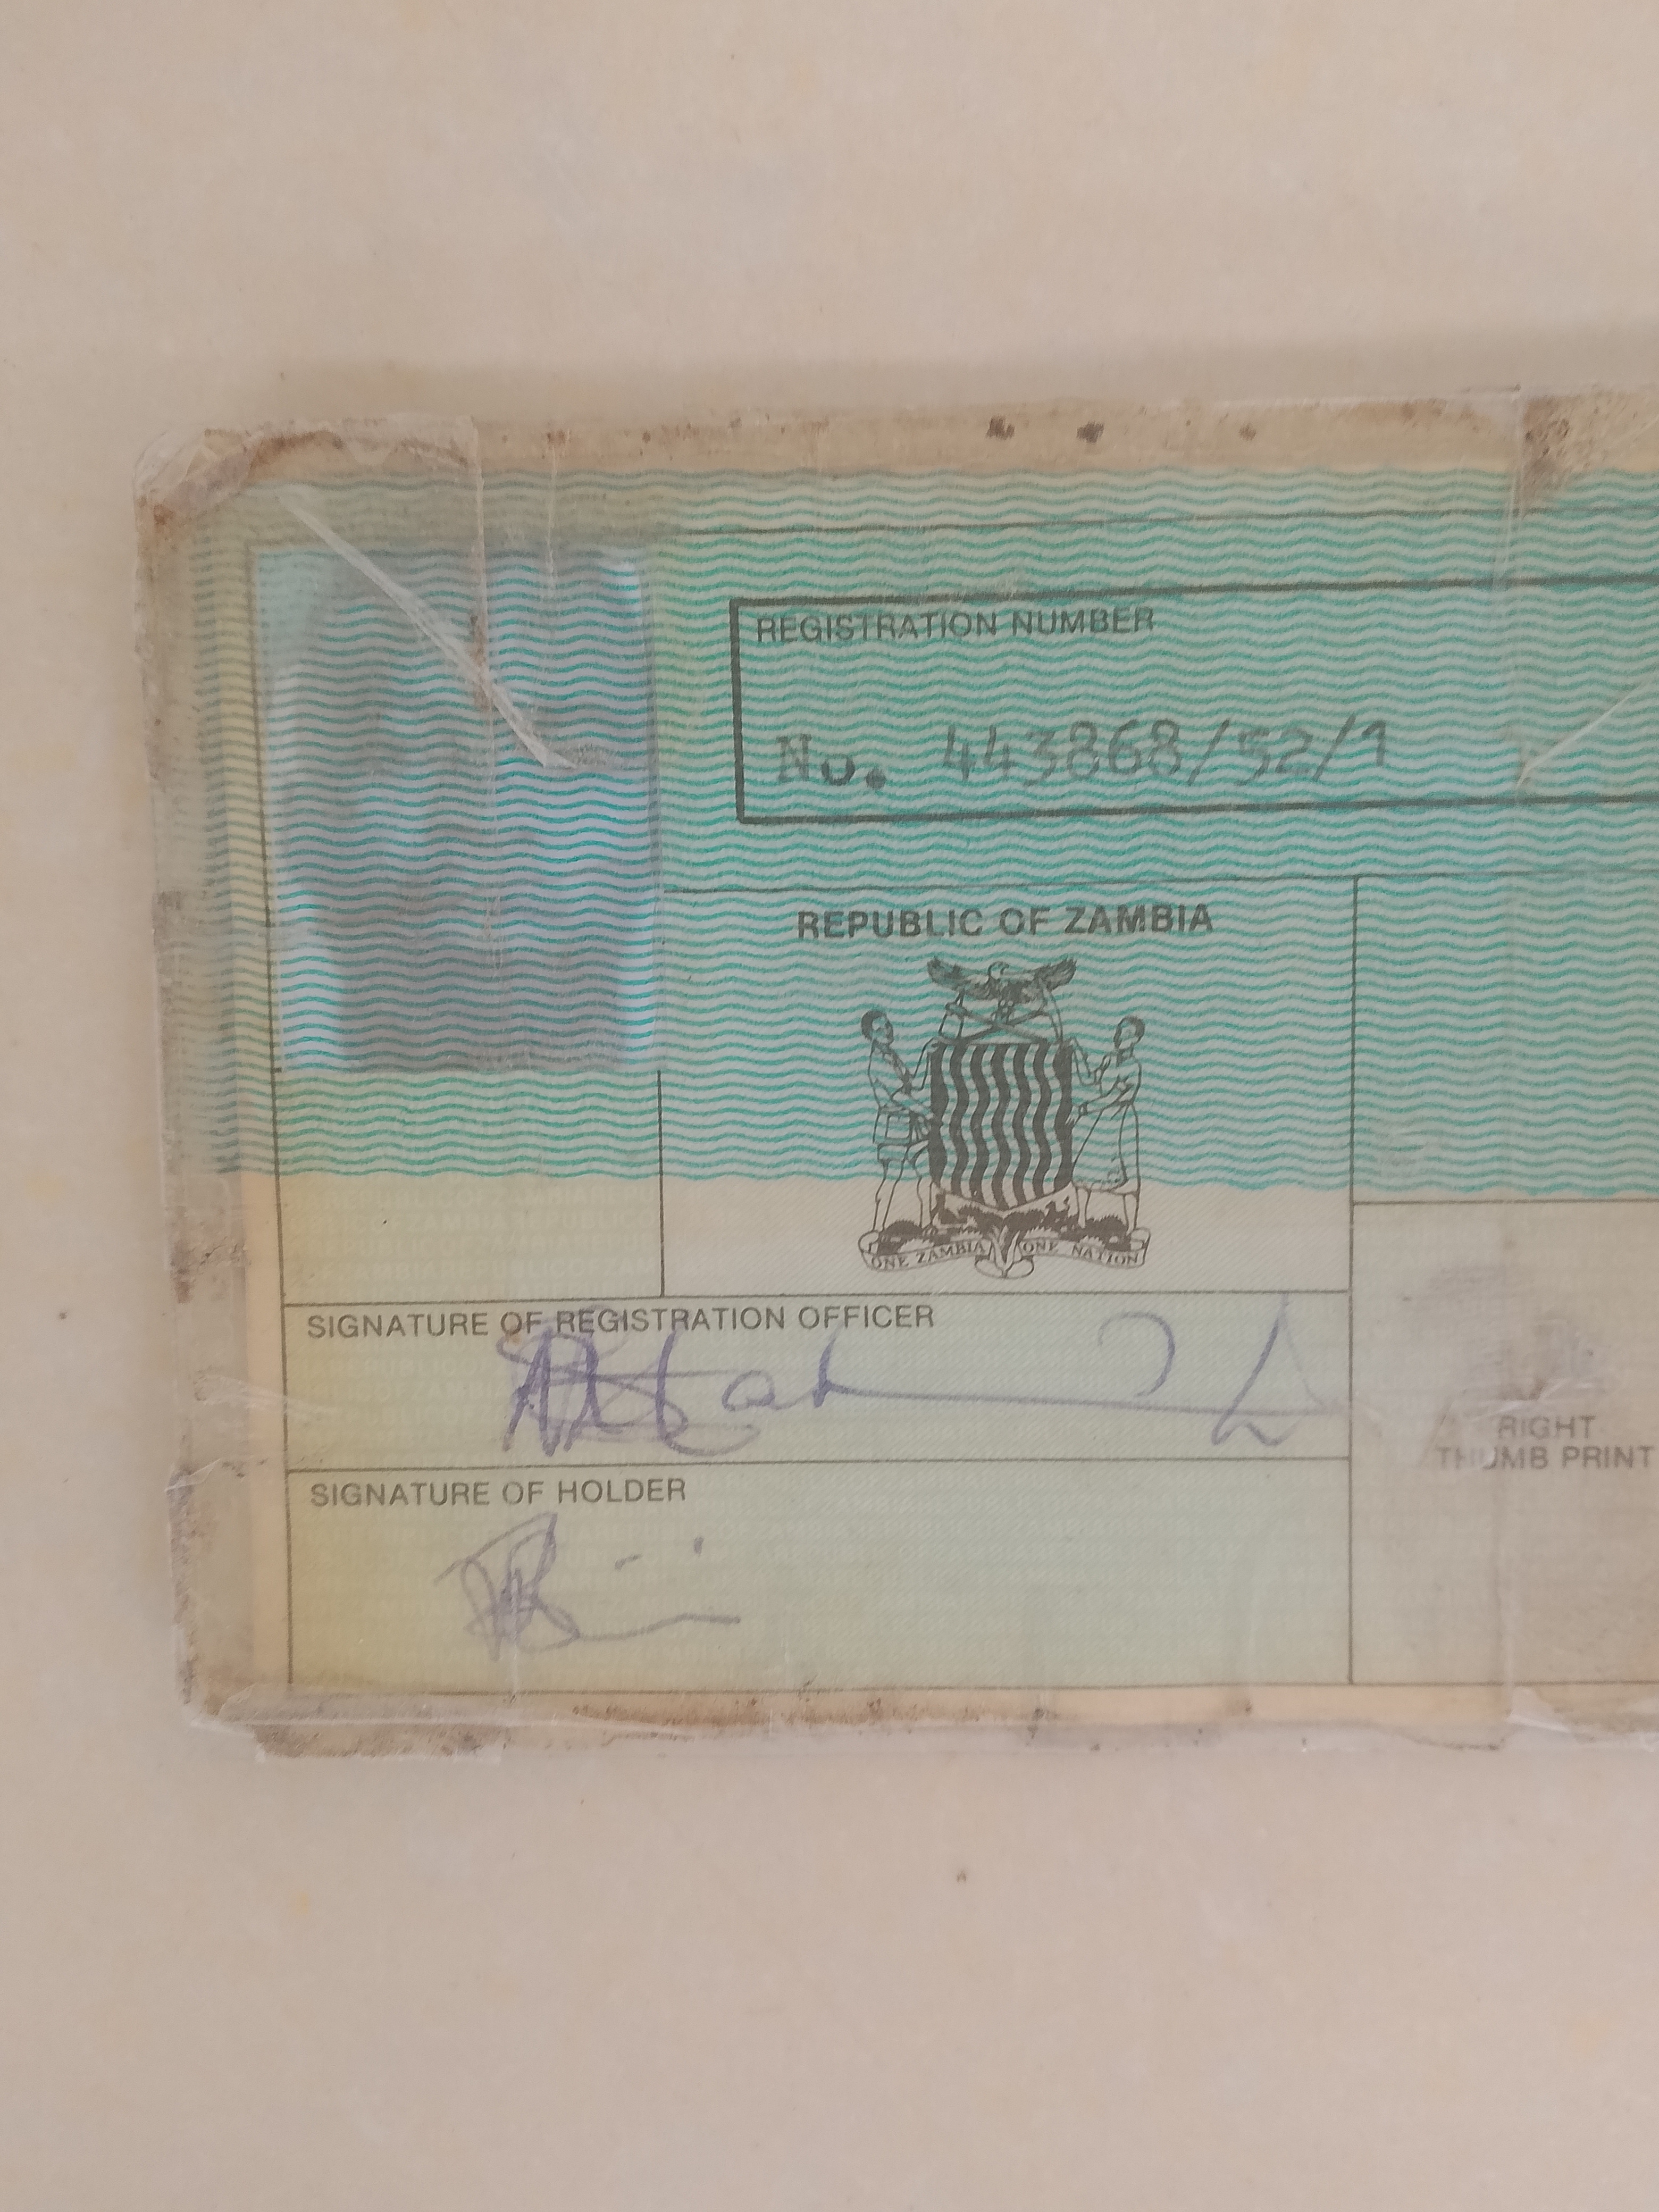 REGISTRATION NUMBER
No. 443868/52/1
REPUBLIC OF ZAMBIA
ONE ZAMBIA ONE NATION
SIGNATURE OF REGISTRATION OFFICER
SIGNATURE OF HOLDER
RIGHT
THUMB PRINT